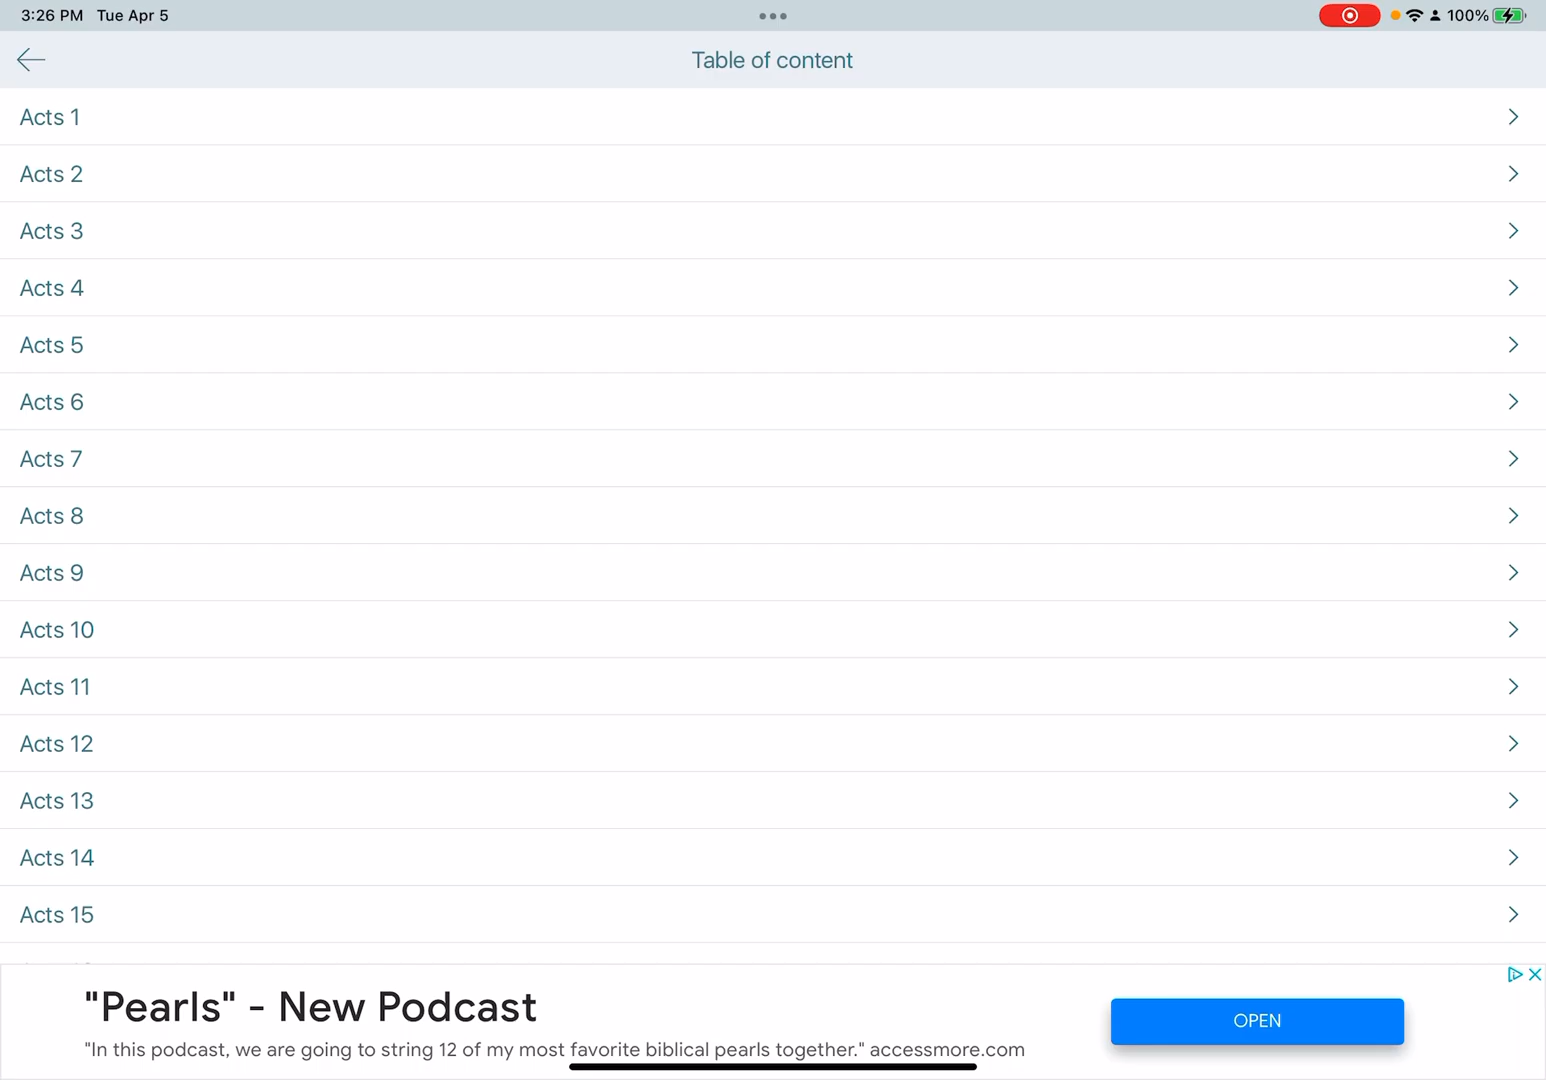 3:26 PM Tue Apr 5
100%
Table of content
Acts 1
Acts 2
Acts 3
Acts 4
Acts 5
Acts 6
Acts 7
Acts 8
Acts 9
Acts 10
Acts 11
Acts 12
Acts 13
Acts 14
Acts 15
"Pearls" - New Podcast
"In this podcast, we are going to string 12 of my most favorite biblical pearls together." accessmore.com
OPEN